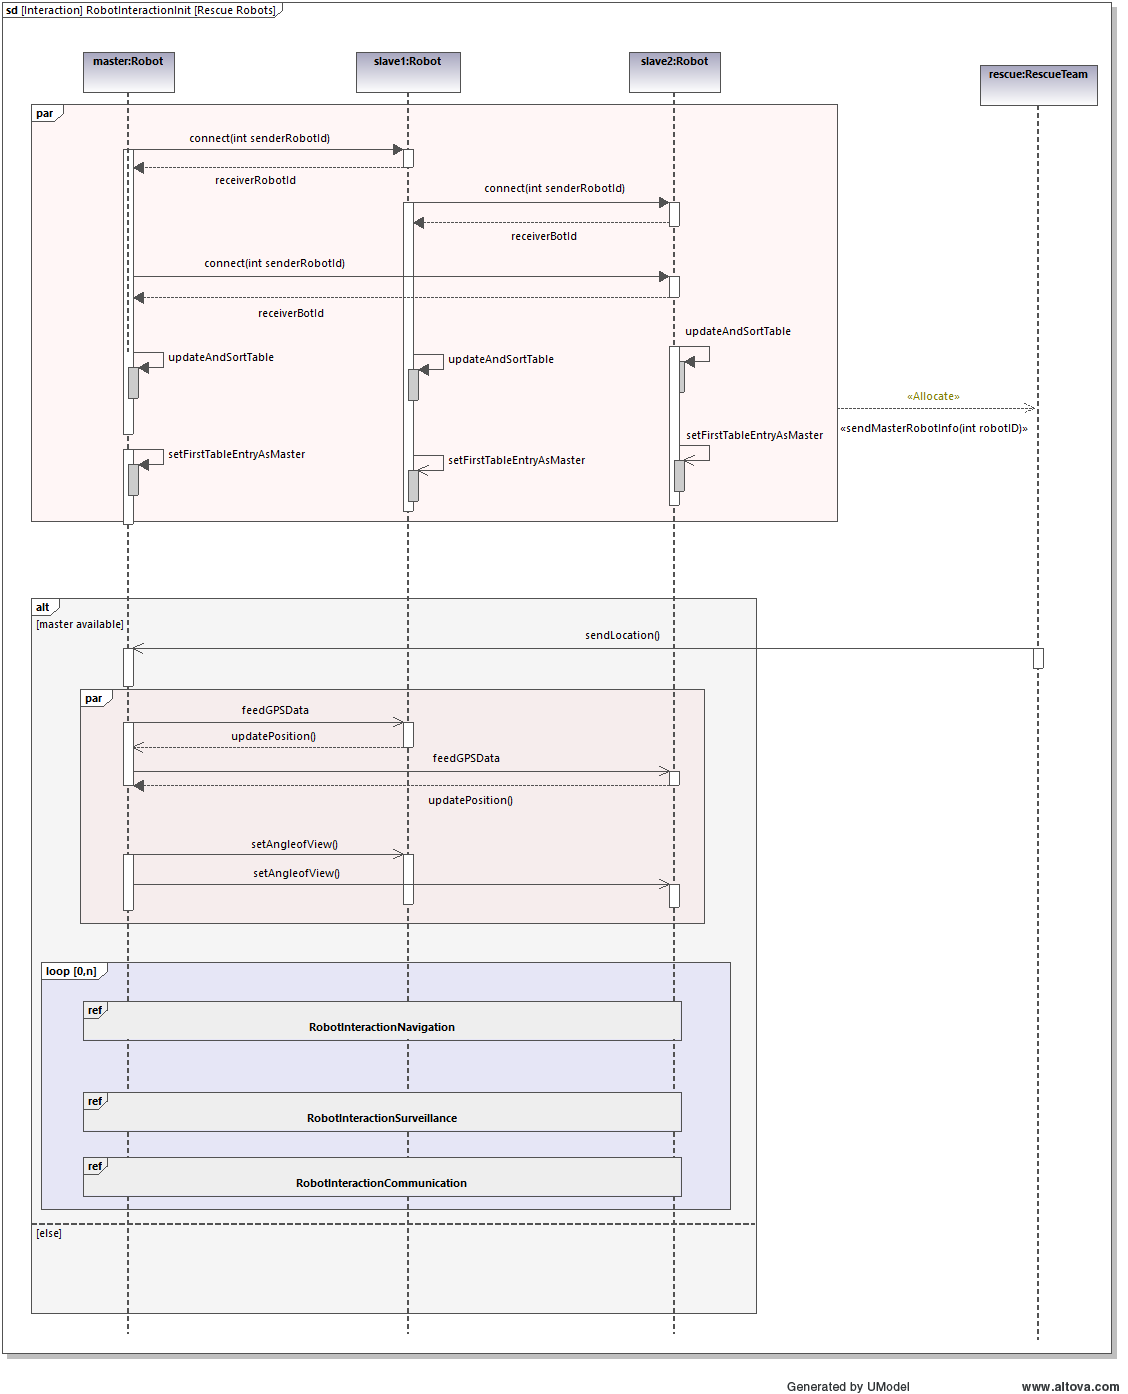 sd [Interaction] RobotInteractionInit [Rescue Robots]
master:Robot
slave1:Robot
slave2:Robot
rescue:RescueTeam
par
connect(int senderRobotId)
receiverRobotId
connect(int senderRobotId)
receiverBotId
connect(int senderRobotId)
receiverBotId
updateAndSortTable
updateAndSortTable
updateAndSortTable
«Allocate»
«sendMasterRobotInfo(int robotID)»
setFirstTableEntryAsMaster
setFirstTableEntryAsMaster
setFirstTableEntryAsMaster
alt
[master available]
sendLocation()
par
feedGPSData
updatePosition()
feedGPSData
updatePosition()
setAngleofView()
setAngleofView()
loop [0,n]
ref
RobotInteractionNavigation
ref
RobotInteractionSurveillance
ref
RobotInteractionCommunication
[else]
Generated by UModel
www.altova.com